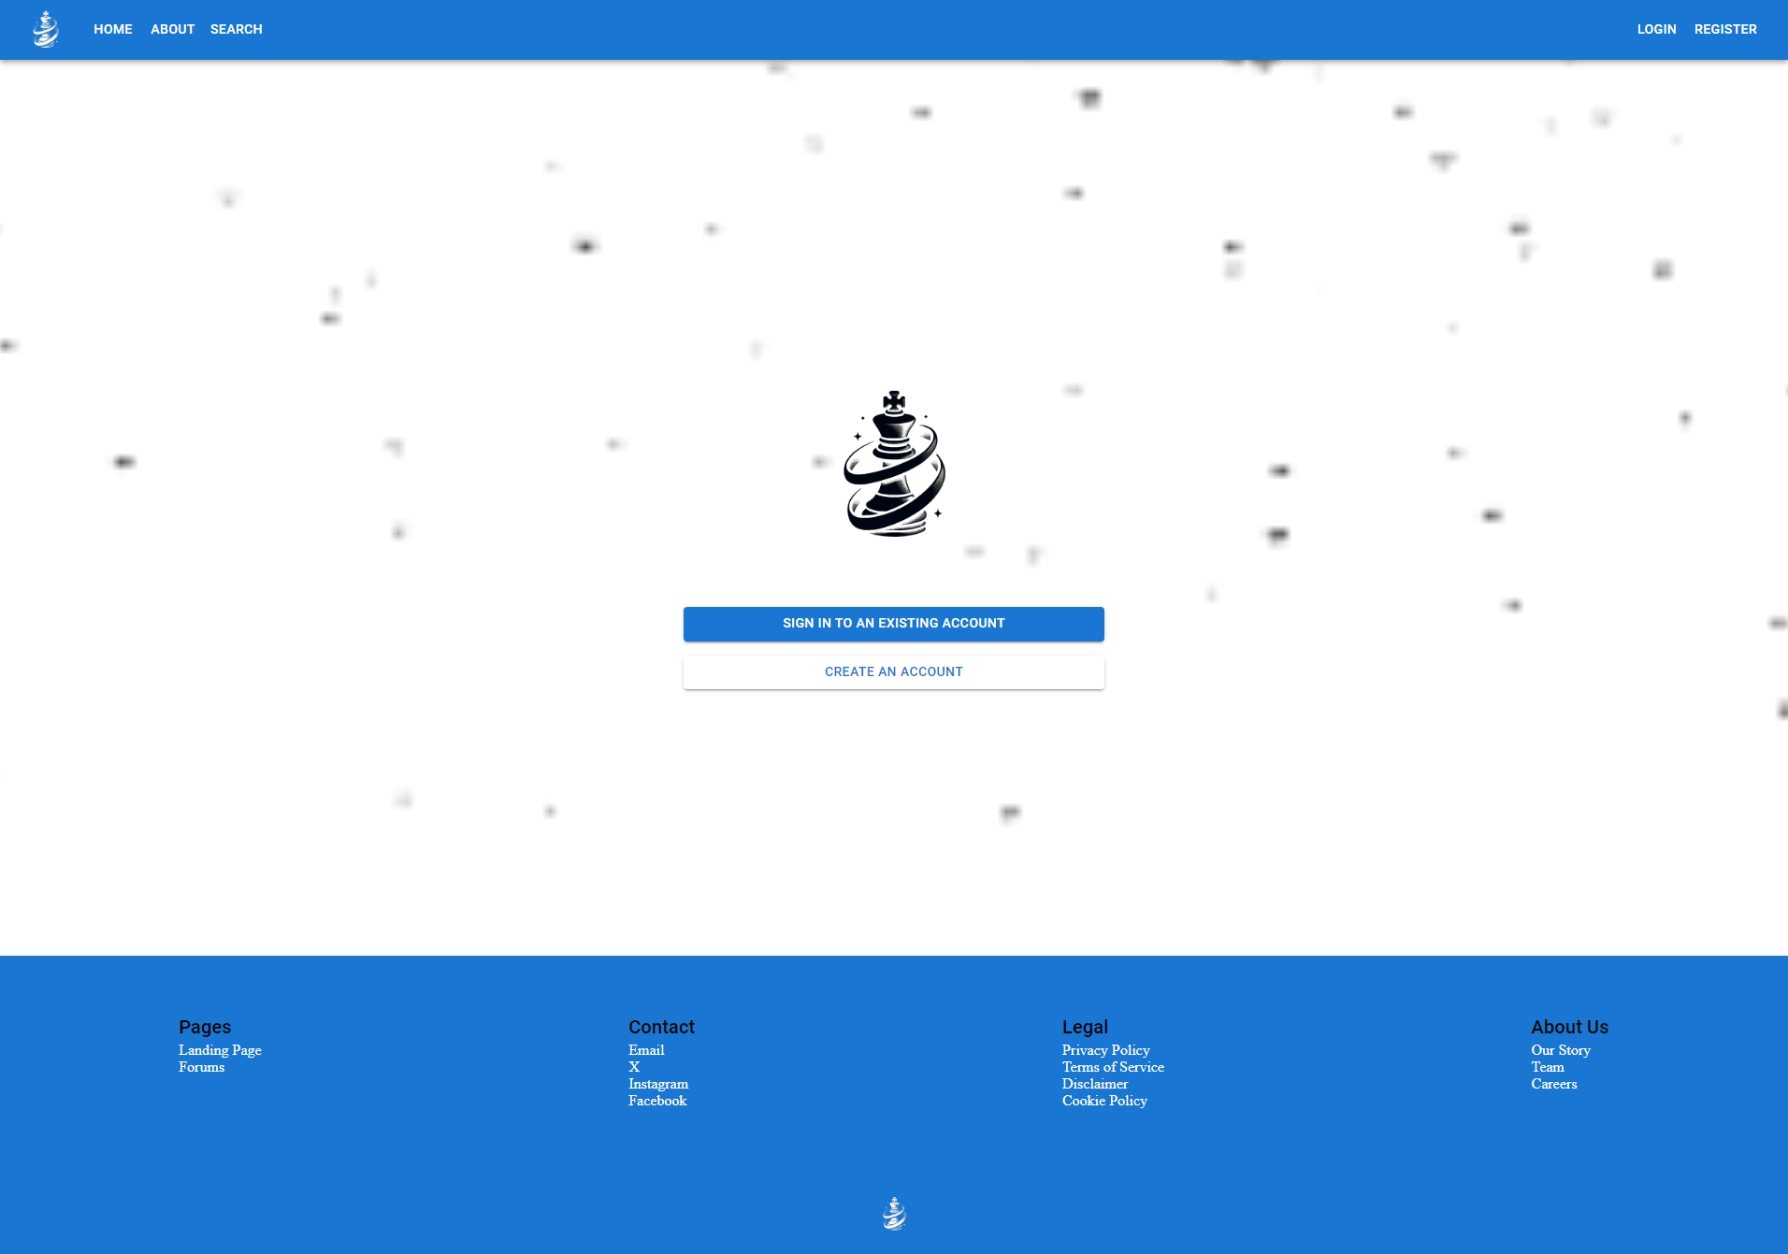 HOME ABOUT SEARCH LOGIN REGISTER
SIGN IN TO AN EXISTING ACCOUNT
CREATE AN ACCOUNT
Pages
Landing Page
Forums
Contact
Email
X
Instagram
Facebook
Legal
Privacy Policy
Terms of Service
Disclaimer
Cookie Policy
About Us
Our Story
Team
Careers